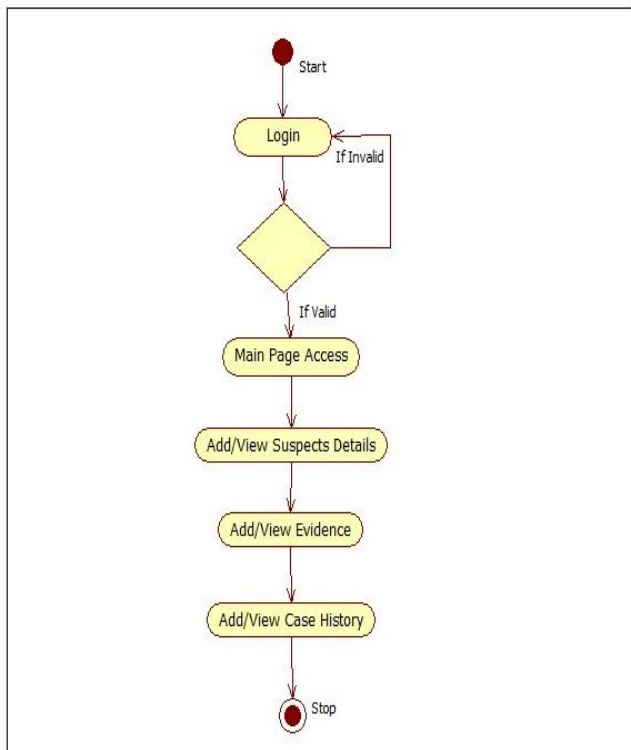 Start
Login
If Invalid
If Valid
Main Page Access
Add/View Suspects Details
Add/View Evidence
Add/View Case History
Stop